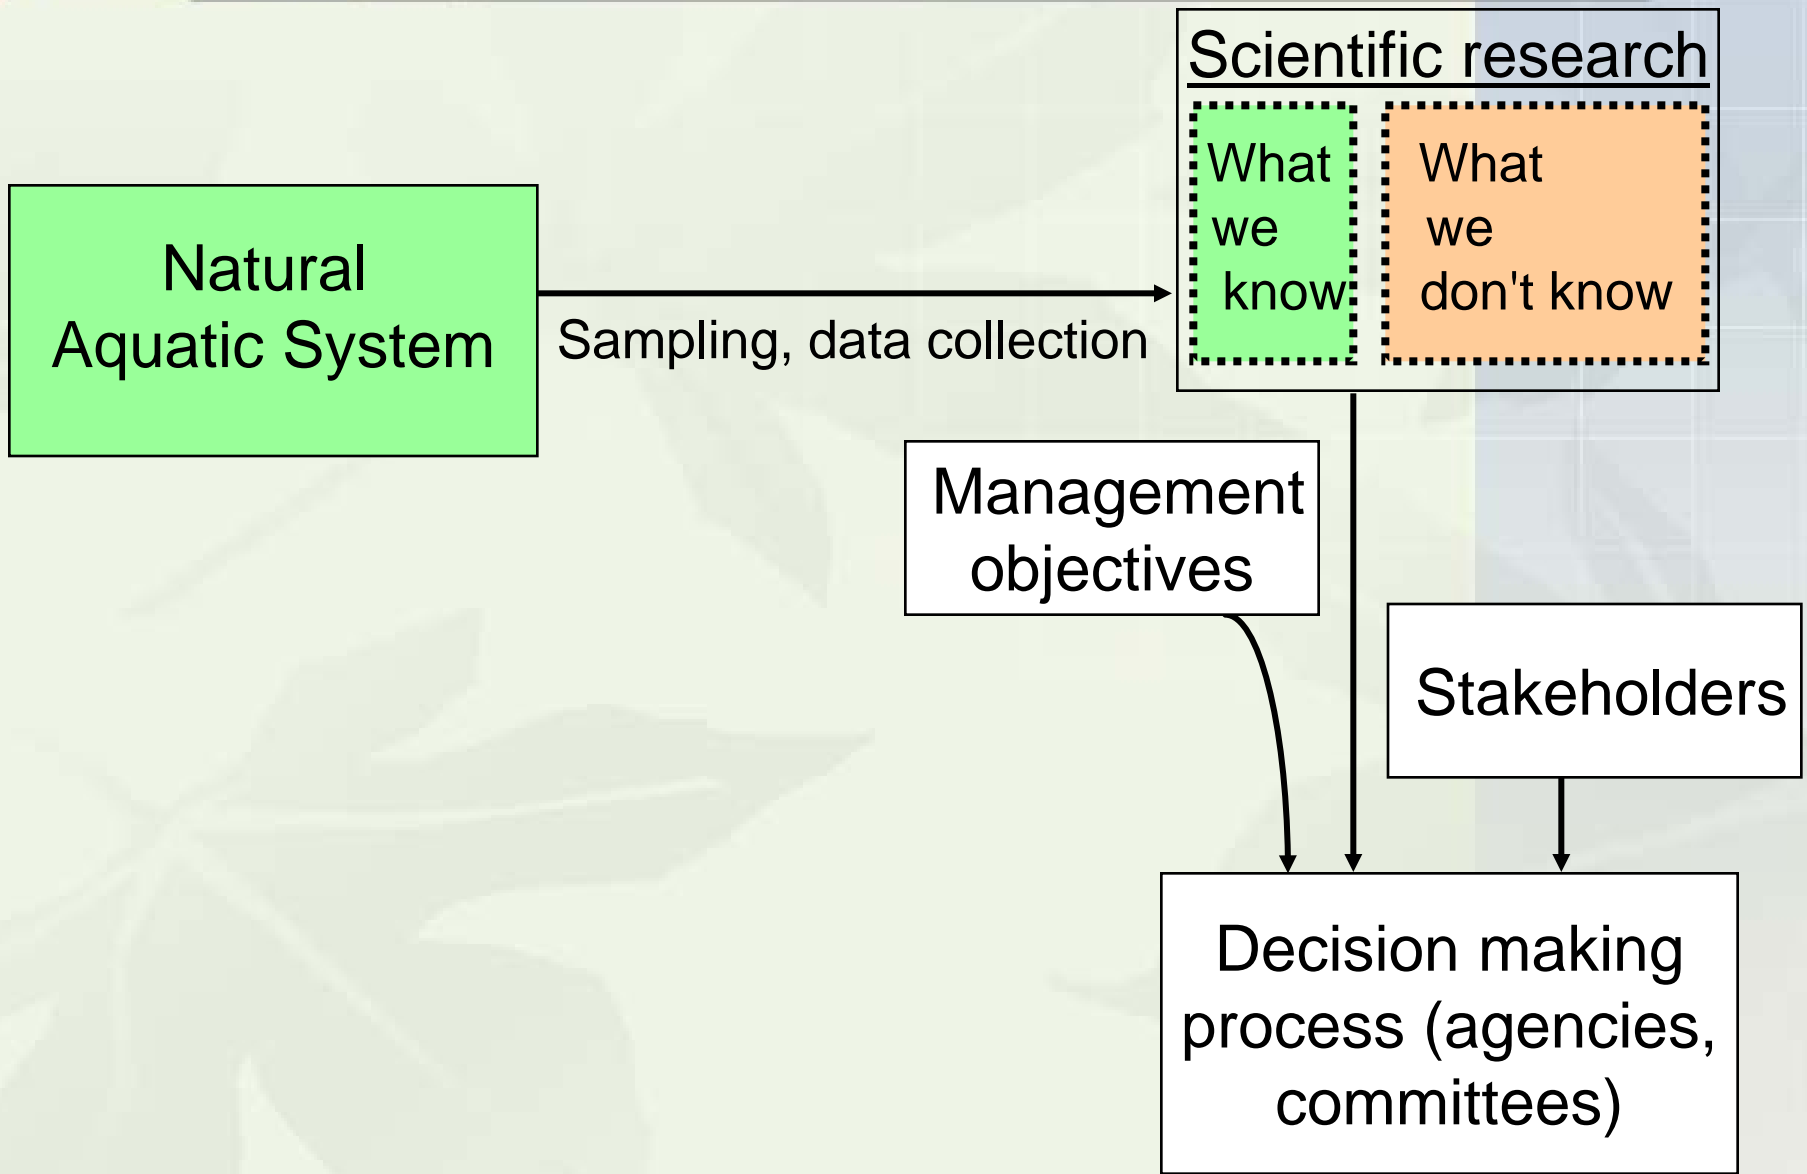 Scientific research
What
we
know
What
we
don't know
Natural
Aquatic System
Sampling, data collection
Management
objectives
Stakeholders
Decision making
process (agencies,
committees)